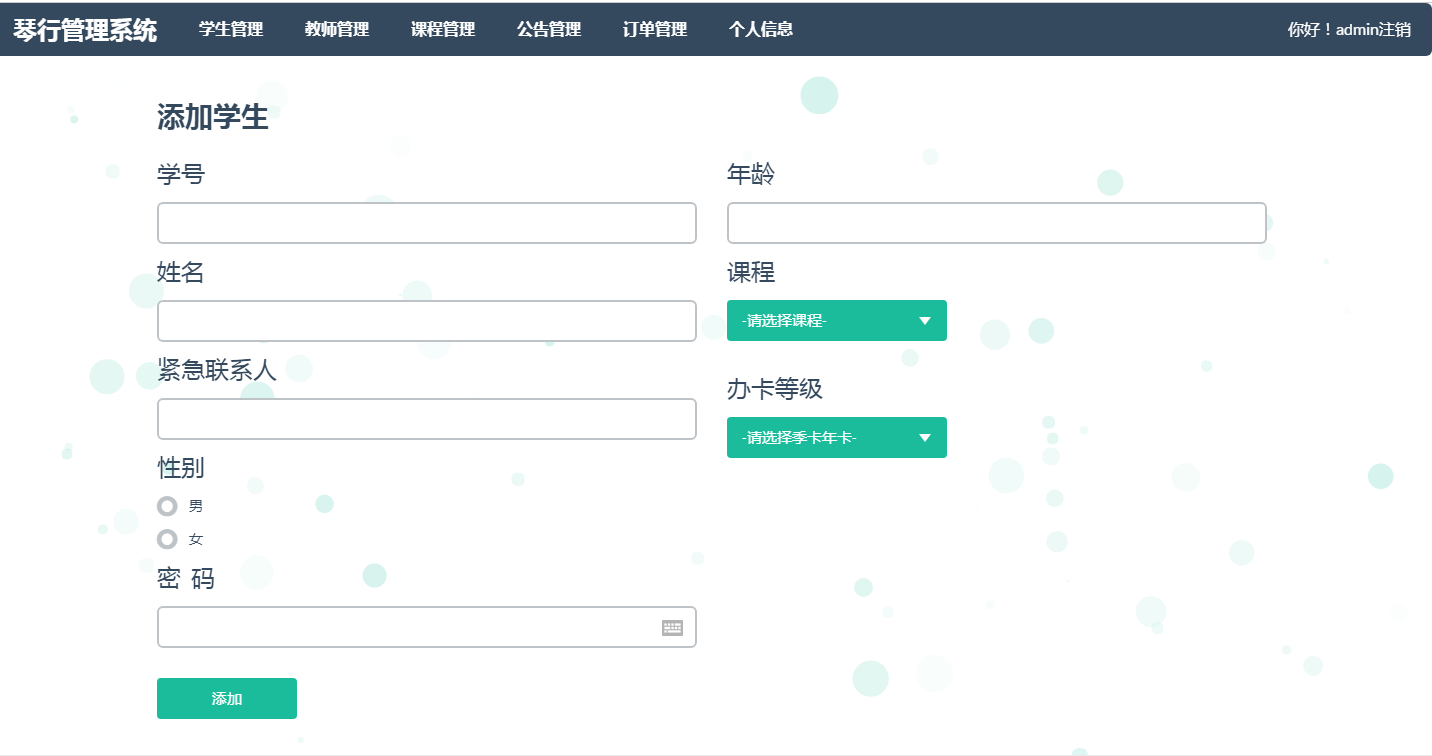 琴行管理系统 学生管理 教师管理 课程管理 公告管理 订单管理 个人信息 你好！admin注销
添加学生
学号
年龄
姓名
课程
-请选择课程-
紧急联系人
办卡等级
-请选择季卡年卡-
性别
男
女
密 码
添加